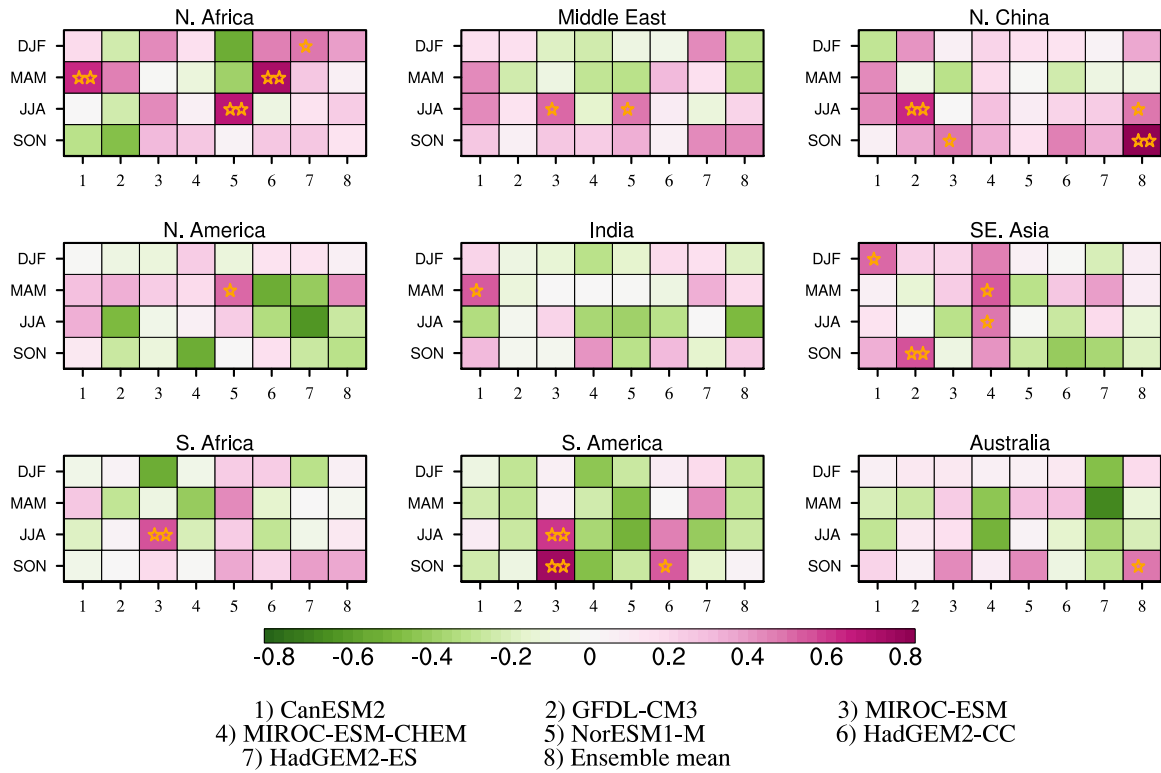 N. Africa Middle East N. China
DJF DJF DJF
MAM MAM MAM
JJA JJA JJA
SON SON SON
1 2 3 4 5 6 7 8 1 2 3 4 5 6 7 8 1 2 3 4 5 6 7 8
N. America India SE. Asia
DJF DJF DJF
MAM MAM MAM
JJA JJA JJA
SON SON SON
1 2 3 4 5 6 7 8 1 2 3 4 5 6 7 8 1 2 3 4 5 6 7 8
S. Africa S. America Australia
DJF DJF DJF
MAM MAM MAM
JJA JJA JJA
SON SON SON
1 2 3 4 5 6 7 8 1 2 3 4 5 6 7 8 1 2 3 4 5 6 7 8
-0.8 -0.6 -0.4 -0.2 0 0.2 0.4 0.6 0.8
1) CanESM2 2) GFDL-CM3 3) MIROC-ESM
4) MIROC-ESM-CHEM 5) NorESM1-M 6) HadGEM2-CC
7) HadGEM2-ES 8) Ensemble mean